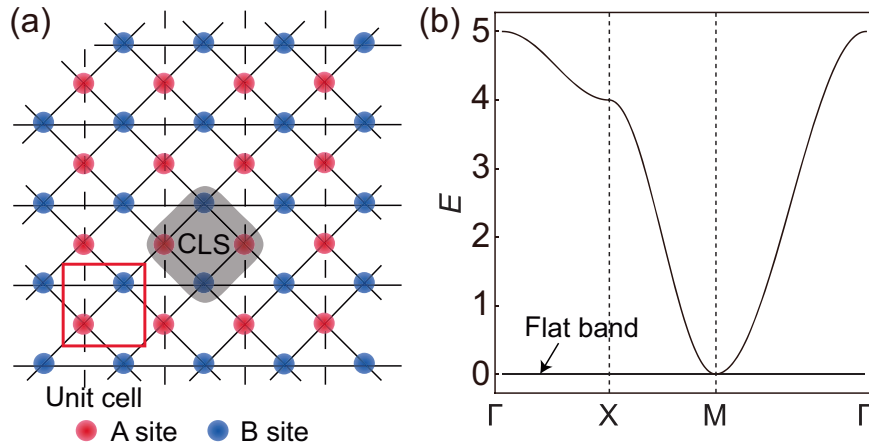 (a)
CLS
Unit cell
A site
B site
(b)
E
5
4
3
2
1
0
Flat band
Γ
X
M
Γ